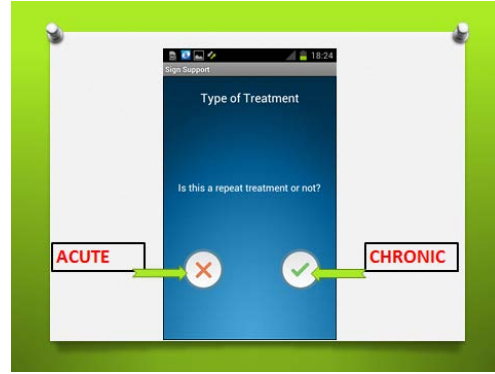 18:24
Sign Support
Type of Treatment
Is this a repeat treatment or not?
ACUTE
CHRONIC